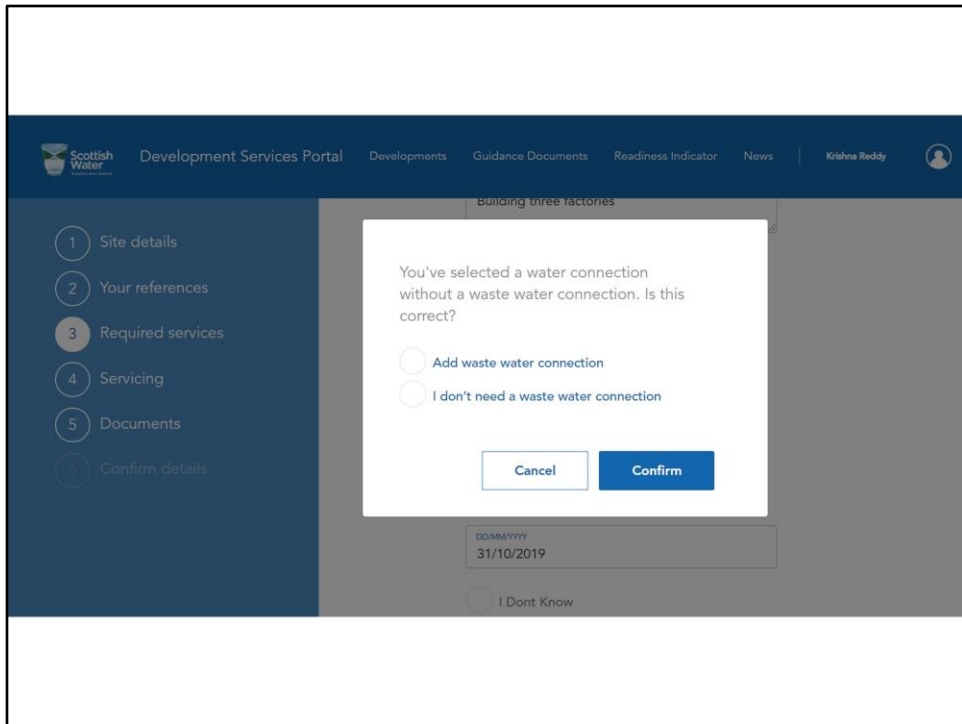 Scottish
Water
Development Services Portal
Developments
Guidance Documents
Readiness Indicator
News
Krishna Reddy
1 Site details
2 Your references
3 Required services
4 Servicing
5 Documents
6 Confirm details
Building three factories
You've selected a water connection
without a waste water connection. Is this
correct?
Add waste water connection
I don't need a waste water connection
Cancel
Confirm
DD/MM/YYYY
31/10/2019
I Dont Know